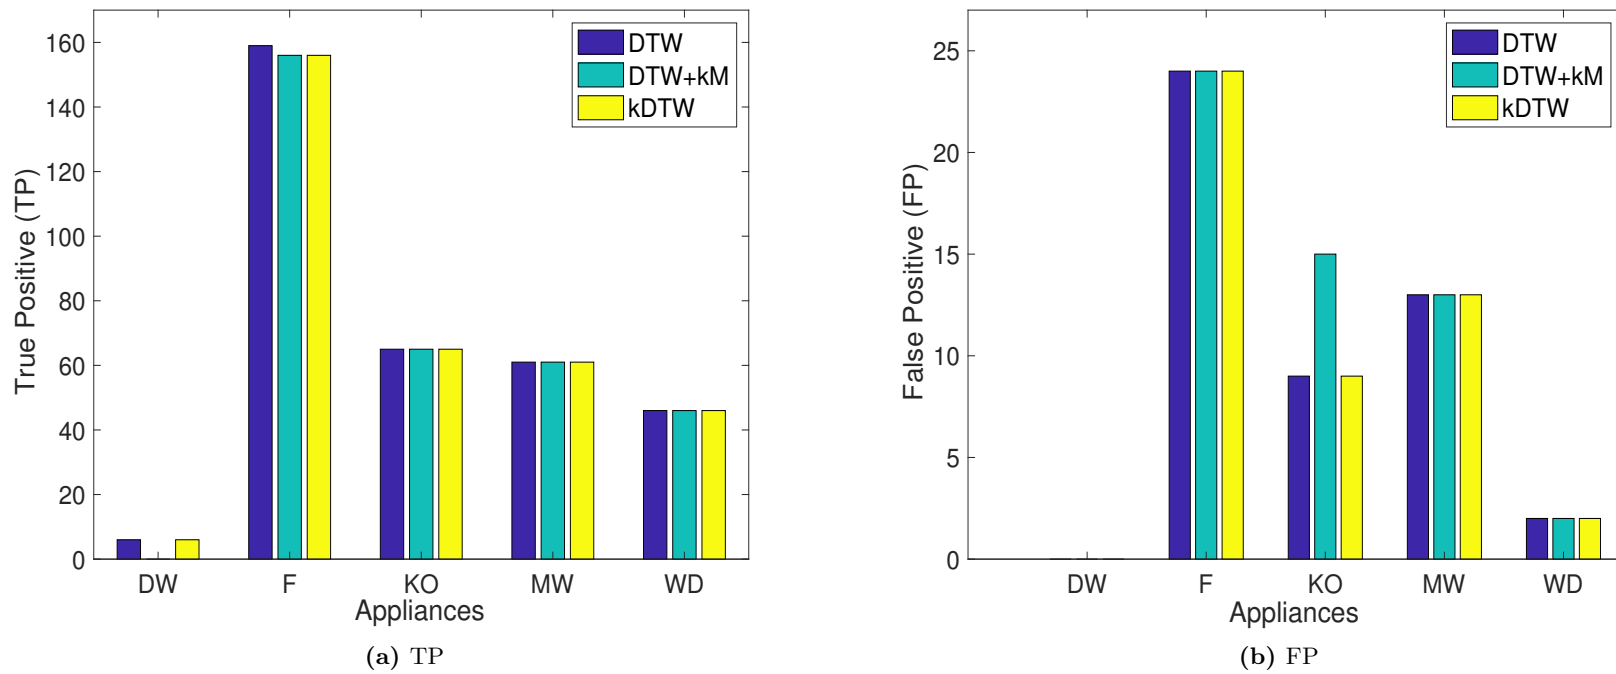 True Positive (TP)
160
140
120
100
80
60
40
20
0
DTW
DTW+kM
kDTW
DW F KO MW WD
Appliances
(a) TP
False Positive (FP)
25
20
15
10
5
0
DTW
DTW+kM
kDTW
DW F KO MW WD
Appliances
(b) FP